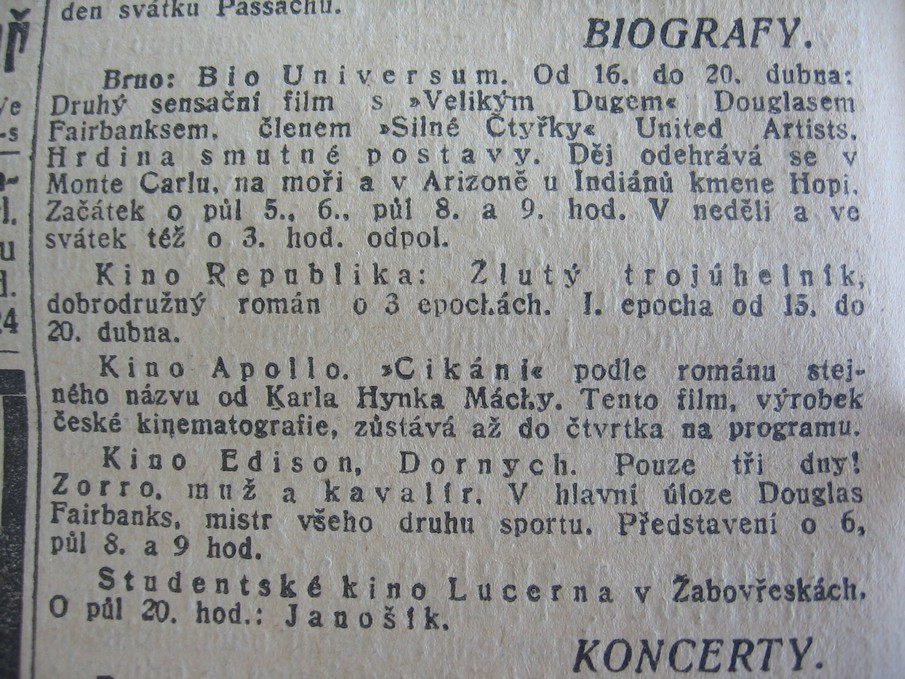 den svátku Passachu.
BIOGRAFY.
Brno: Bio Universum. Od 16. do 20. dubna:
Druhý sensační film s »Velikým Dugem« Douglasem
Fairbanksem, členem »Silné Čtyřky« United Artists.
Hrdina smutné postavy. Děj odehrává se v
Monte Carlu, na moři a v Arizoně u Indiánů kmene Hopi.
Začátek o půl 5., 6., půl 8. a 9. hod. V neděli a ve
svátek též o 3. hod. odpol.
Kino Republika: Žlutý trojúhelník,
dobrodružný román o 3 epochách. I. epocha od 15. do
20. dubna.
Kino Apollo. »Cikáni« podle románu stej-
ného názvu od Karla Hynka Máchy. Tento film, výrobek
české kinematografie, zůstává až do čtvrtka na programu.
Kino Edison, Dornych. Pouze tři dny!
Zorro, muž a kavalír. V hlavní úloze Douglas
Fairbanks, mistr všeho druhu sportu. Představení o 6,
půl 8. a 9 hod.
Studentské kino Lucerna v Žabovřeskách.
O půl 20. hod.: Janošík.
KONCERTY.